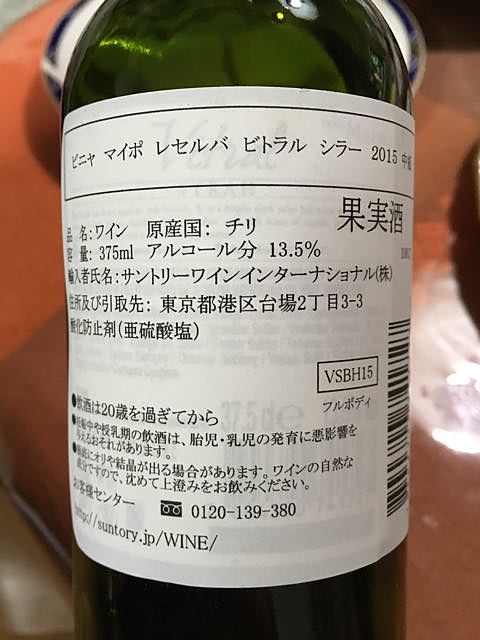 ビニャ マイポ レセルバ ビトラル シラー 2015 中
果実酒
品 名:ワイン 原産国: チリ
容 量: 375ml アルコール分 13.5%
輸入者氏名:サントリーワインインターナショナル(株)
住所及び引取先: 東京都港区台場2丁目3-3
酸化防止剤(亜硫酸塩)
VSBH15
フルボディ
●飲酒は20歳を過ぎてから
●妊娠中や授乳期の飲酒は、胎児・乳児の発育に悪影響を
与えるおそれがあります。
●瓶底にオリや結晶が出る場合があります。ワインの自然な
成分ですので、沈めて上澄みをお飲みください。
お客様センター 0120-139-380
http://suntory.jp/WINE/